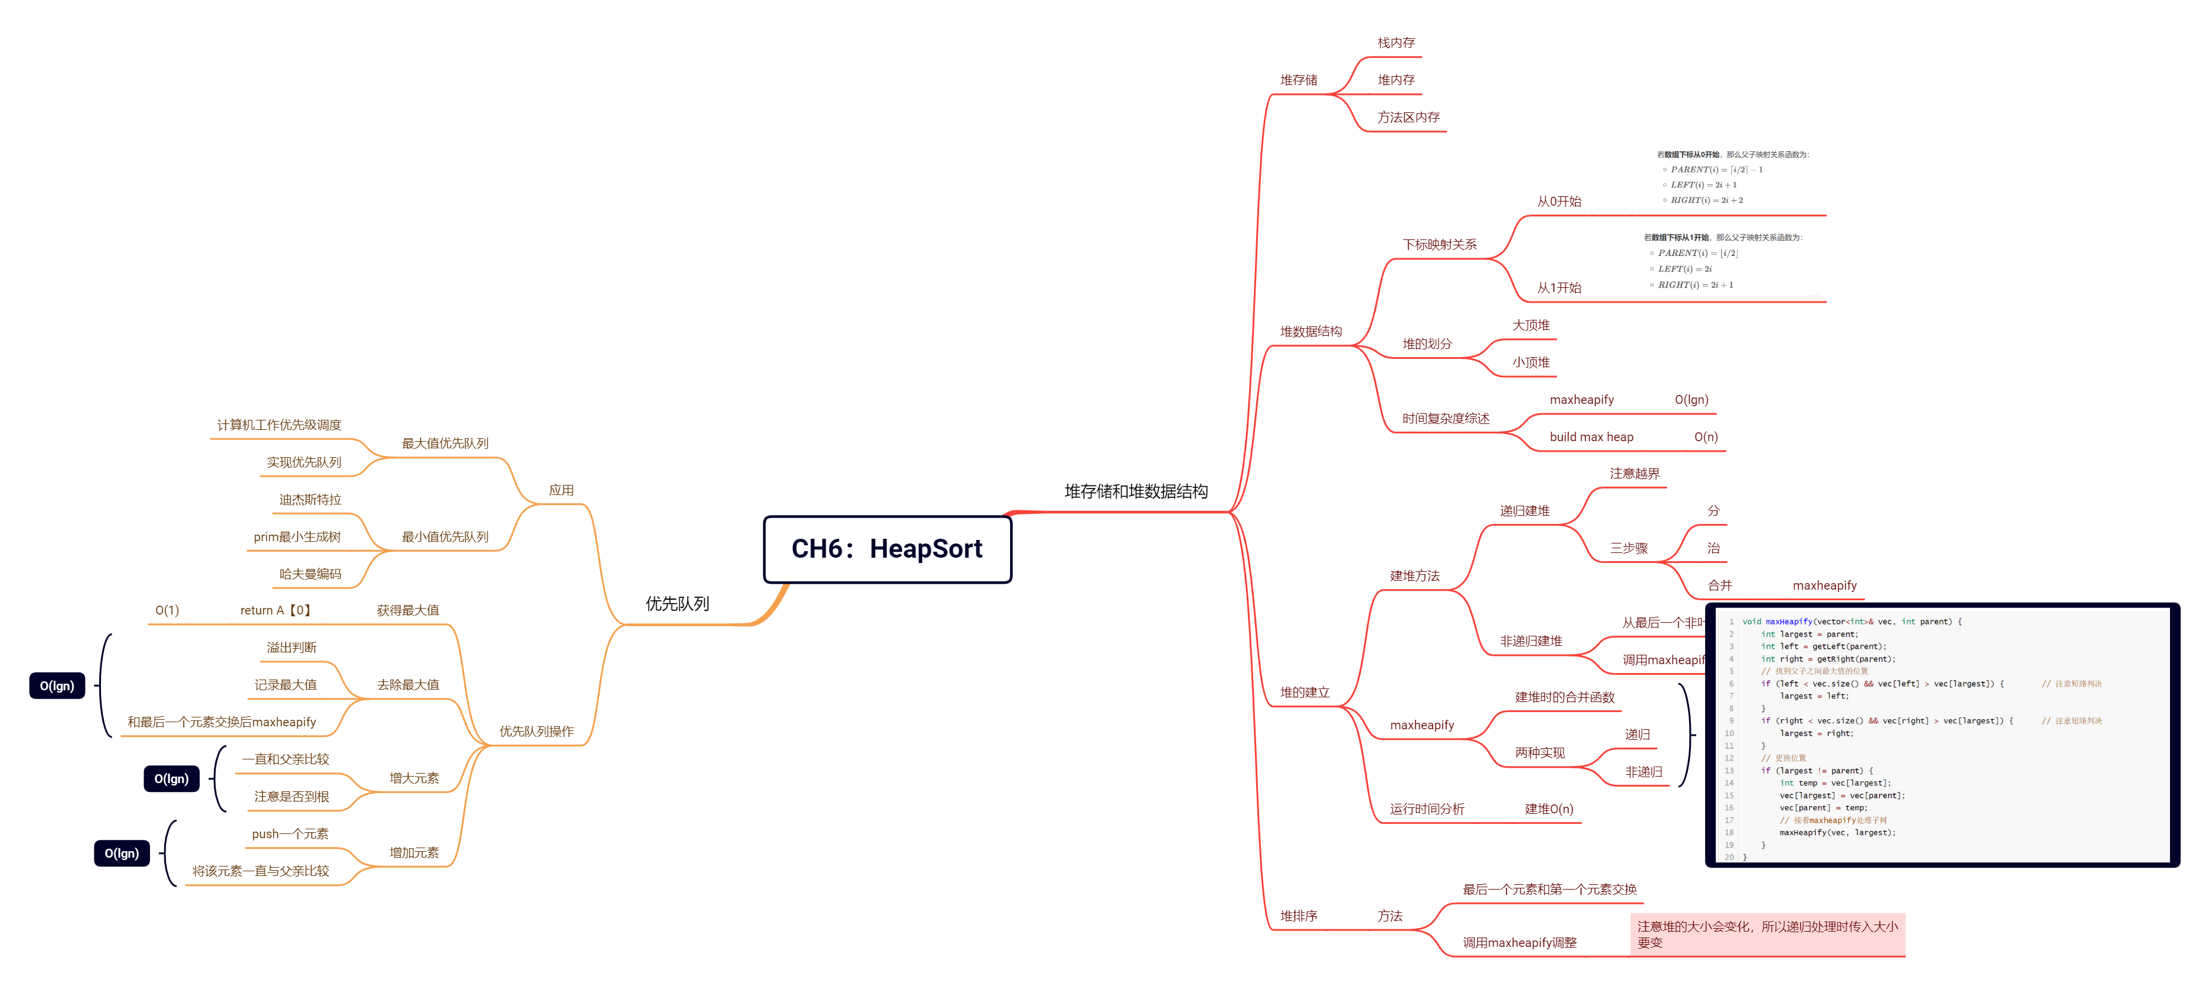 CH6：HeapSort
堆存储和堆数据结构
堆存储
栈内存
堆内存
方法区内存
堆数据结构
下标映射关系
从0开始
若数组下标从0开始，那么父子映射关系函数为：
○ PARENT(i) = ⌈i/2⌉ − 1
○ LEFT(i) = 2i + 1
○ RIGHT(i) = 2i + 2
从1开始
若数组下标从1开始，那么父子映射关系函数为：
○ PARENT(i) = ⌊i/2⌋
○ LEFT(i) = 2i
○ RIGHT(i) = 2i + 1
堆的划分
大顶堆
小顶堆
时间复杂度综述
maxheapify
O(lgn)
build max heap
O(n)
堆的建立
建堆方法
递归建堆
注意越界
三步骤
分
治
合并
maxheapify
非递归建堆
从最后一个非叶
调用maxheapif
maxheapify
建堆时的合并函数
两种实现
递归
非递归
1 void maxHeapify(vector<int>& vec, int parent) {
2 int largest = parent;
3 int left = getLeft(parent);
4 int right = getRight(parent);
5 // 找到父子之间最大值的位置
6 if (left < vec.size() && vec[left] > vec[largest]) { // 注意短路判决
7 largest = left;
8 }
9 if (right < vec.size() && vec[right] > vec[largest]) { // 注意短路判决
10 largest = right;
11 }
12 // 更换位置
13 if (largest != parent) {
14 int temp = vec[largest];
15 vec[largest] = vec[parent];
16 vec[parent] = temp;
17 // 接着maxheapify处理子树
18 maxHeapify(vec, largest);
19 }
20 }
运行时间分析
建堆O(n)
堆排序
方法
最后一个元素和第一个元素交换
调用maxheapify调整
注意堆的大小会变化，所以递归处理时传入大小
要变
优先队列
应用
最大值优先队列
计算机工作优先级调度
实现优先队列
最小值优先队列
迪杰斯特拉
prim最小生成树
哈夫曼编码
优先队列操作
获得最大值
return A【0】
O(1)
去除最大值
溢出判断
记录最大值
和最后一个元素交换后maxheapify
O(lgn)
增大元素
一直和父亲比较
注意是否到根
O(lgn)
增加元素
push一个元素
将该元素一直与父亲比较
O(lgn)